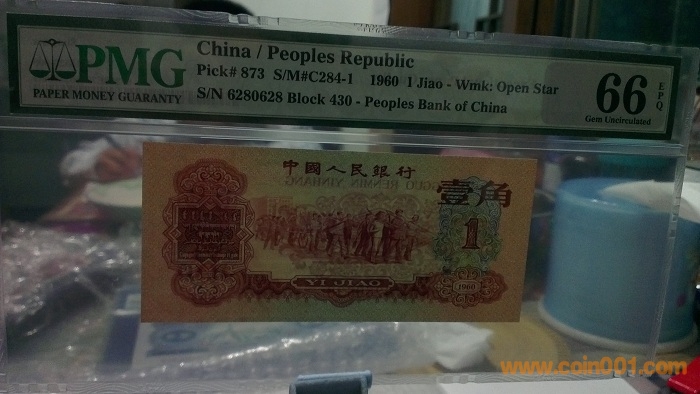 PMG
PAPER MONEY GUARANTY
China / Peoples Republic
Pick# 873 S/M#C284-1 1960 1 Jiao - Wmk: Open Star
S/N 6280628 Block 430 - Peoples Bank of China
66
EPQ
Gem Uncirculated
中國人民銀行
壹角
1
YI JIAO
1960
www.coin001.com